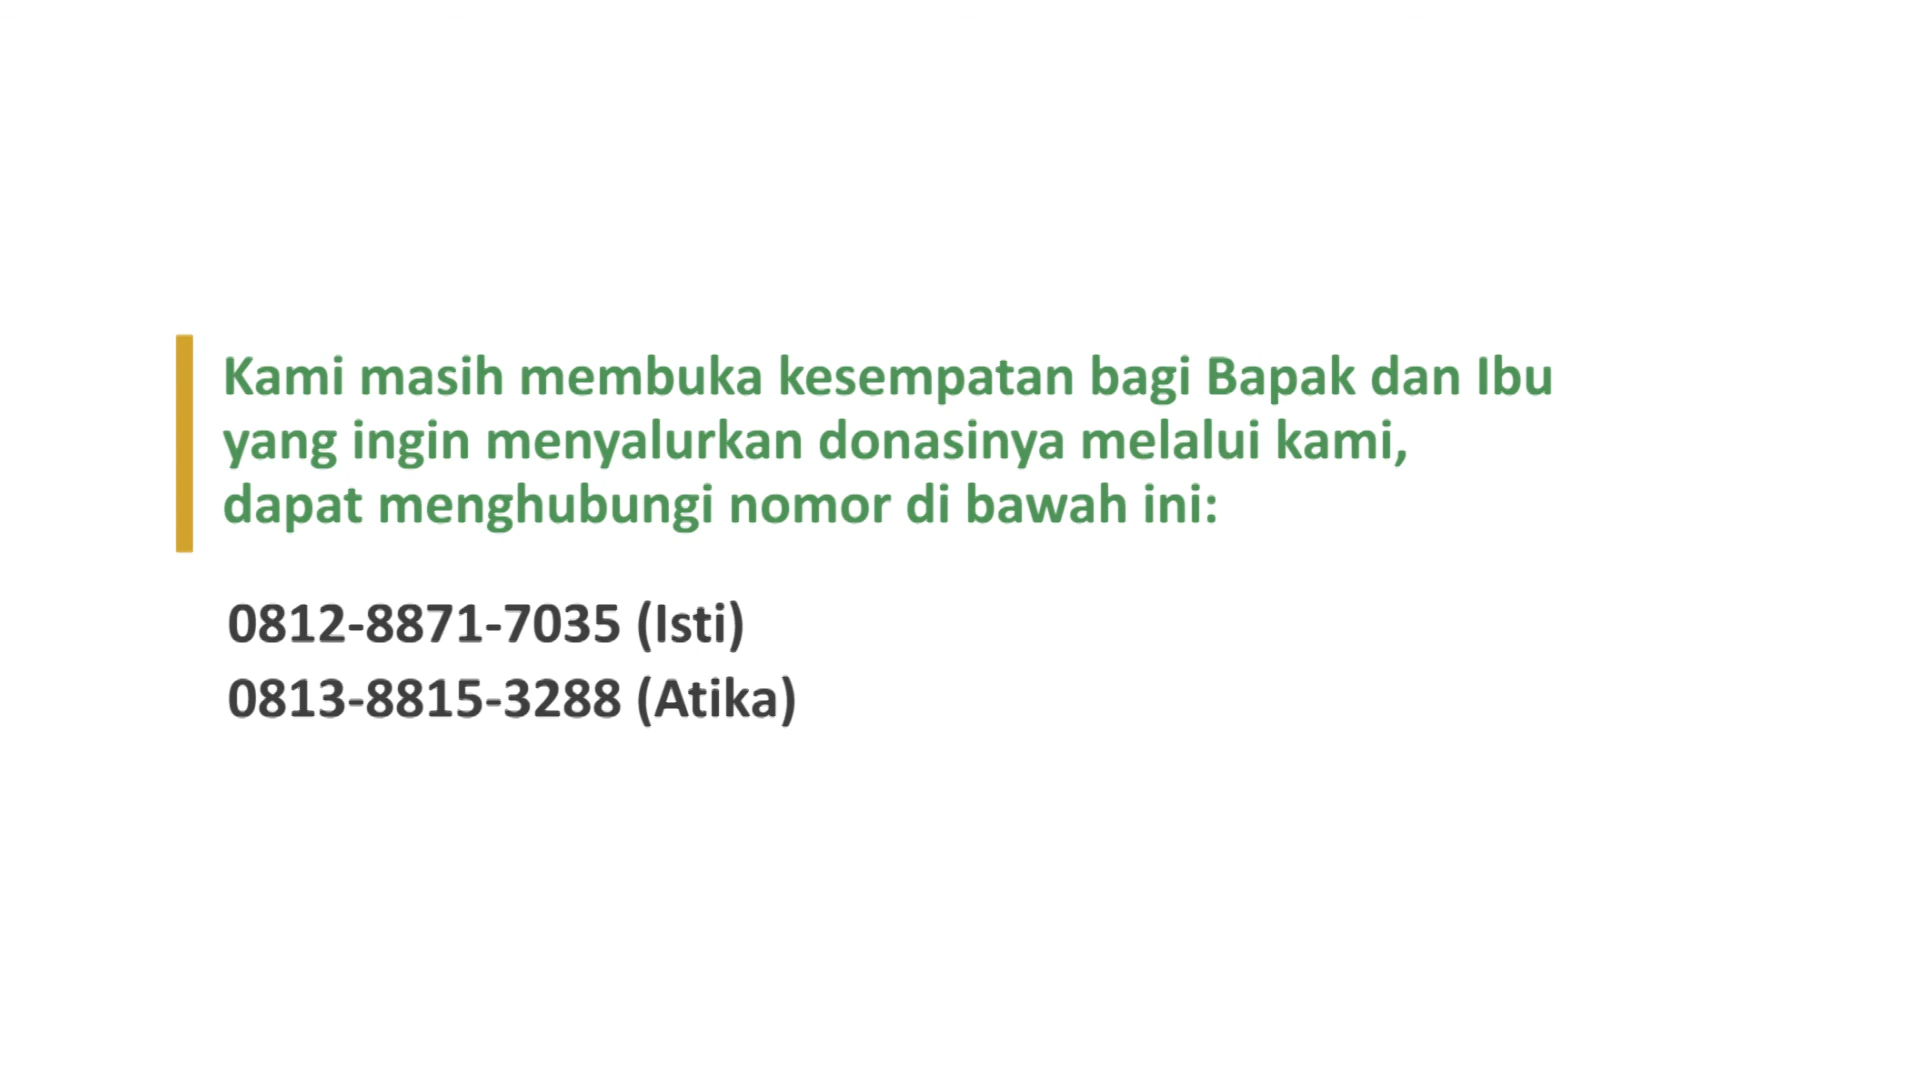 Kami masih membuka kesempatan bagi Bapak dan Ibu
yang ingin menyalurkan donasinya melalui kami,
dapat menghubungi nomor di bawah ini:
0812-8871-7035 (Isti)
0813-8815-3288 (Atika)